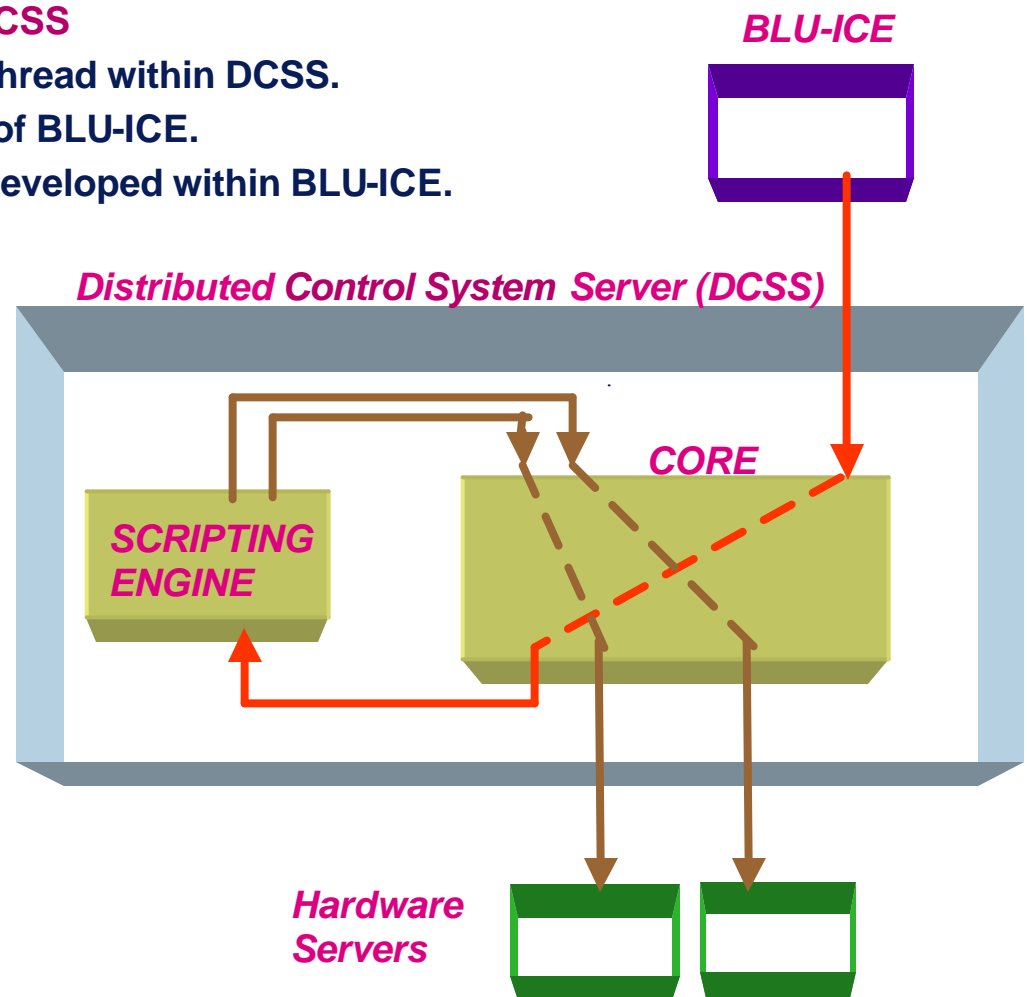 CSS
hread within DCSS.
of BLU-ICE.
eveloped within BLU-ICE.
BLU-ICE
Distributed Control System Server (DCSS)
CORE
SCRIPTING
ENGINE
Hardware
Servers